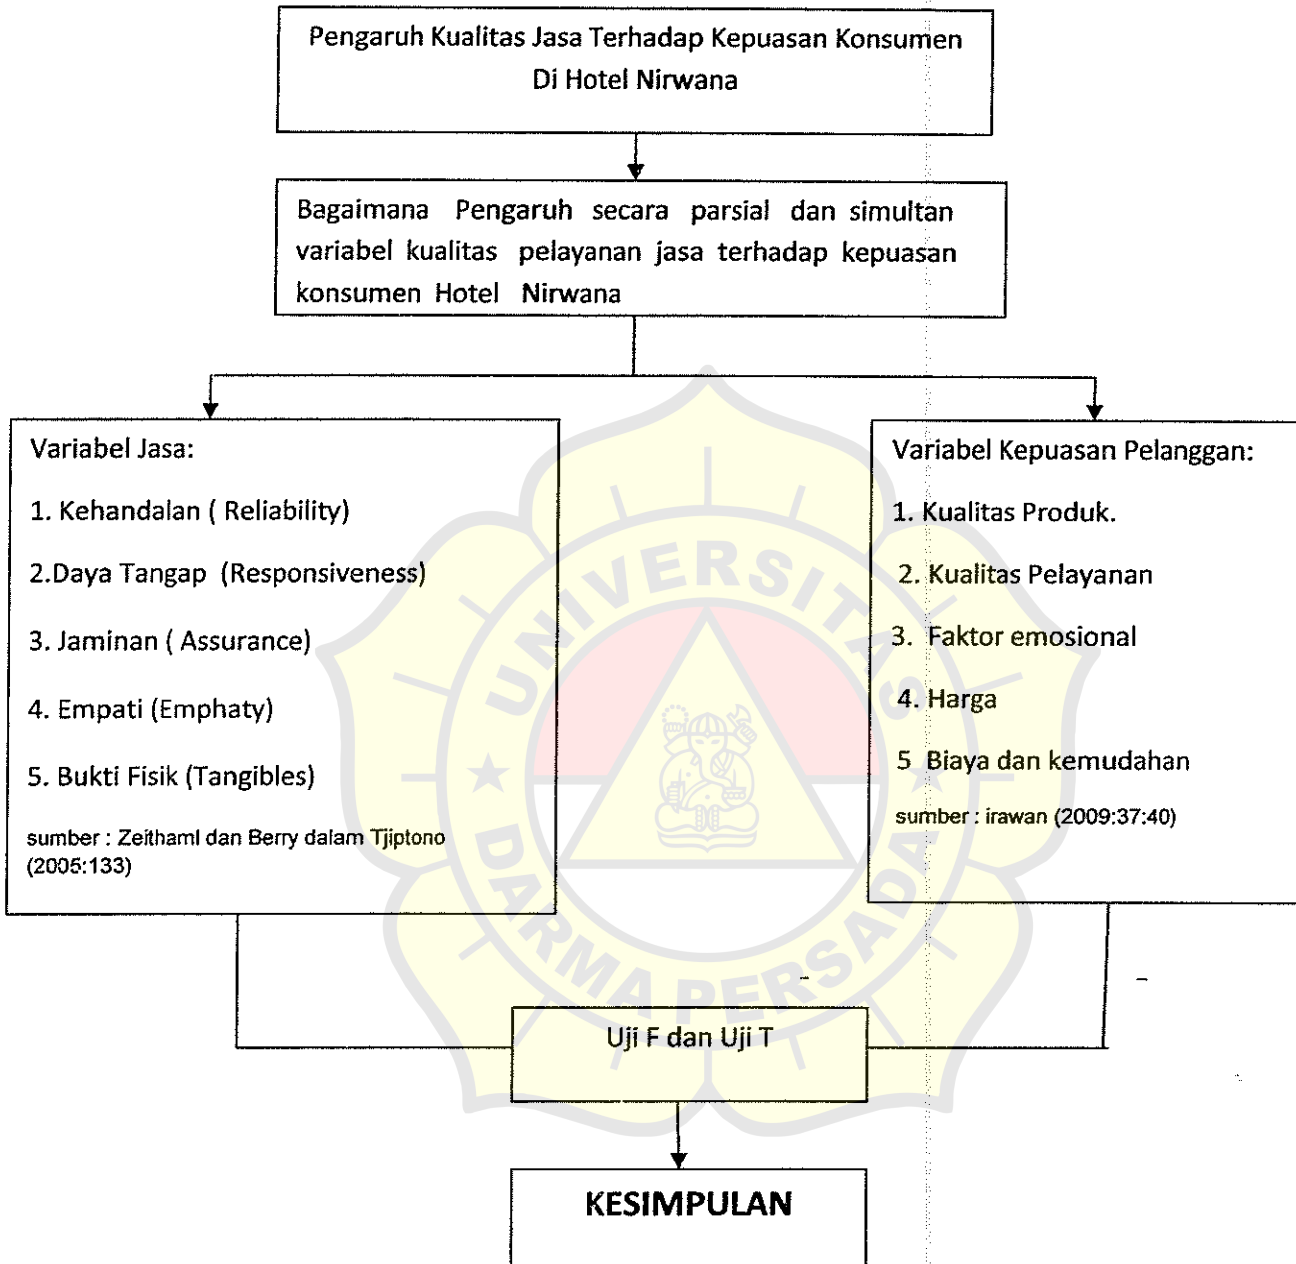 Pengaruh Kualitas Jasa Terhadap Kepuasan Konsumen
Di Hotel Nirwana
Bagaimana Pengaruh secara parsial dan simultan
variabel kualitas pelayanan jasa terhadap kepuasan
konsumen Hotel Nirwana
Variabel Jasa:
1. Kehandalan ( Reliability)
2.Daya Tangap (Responsiveness)
3. Jaminan ( Assurance)
4. Empati (Emphaty)
5. Bukti Fisik (Tangibles)
sumber : Zeithaml dan Berry dalam Tjiptono
(2005:133)
Variabel Kepuasan Pelanggan:
1. Kualitas Produk.
2. Kualitas Pelayanan
3. Faktor emosional
4. Harga
5 Biaya dan kemudahan
sumber : irawan (2009:37:40)
UNIVERSITAS
DARMA PERSADA
Uji F dan Uji T
KESIMPULAN